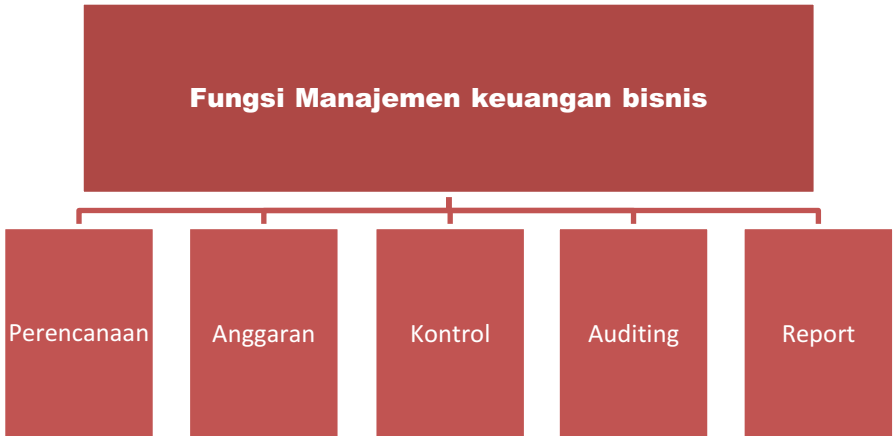 Fungsi Manajemen keuangan bisnis
Perencanaan
Anggaran
Kontrol
Auditing
Report